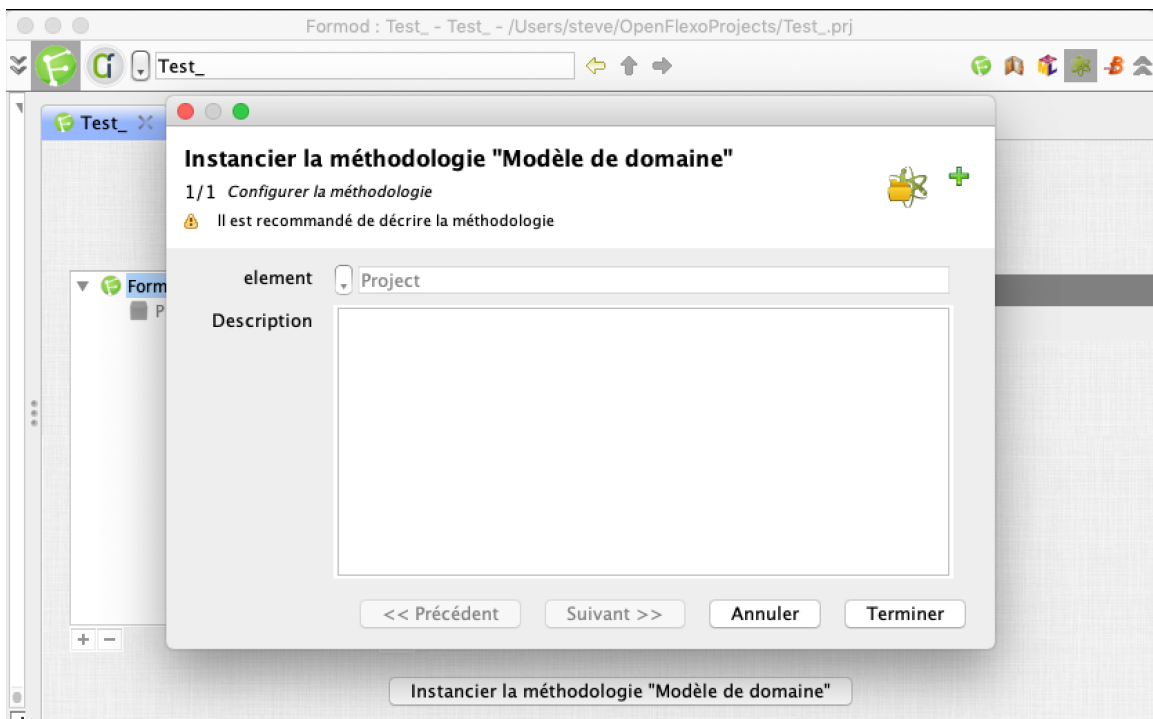 Formod : Test_ - Test_ - /Users/steve/OpenFlexoProjects/Test_.prj
Test_
Test_
Instancier la méthodologie "Modèle de domaine"
1/1 Configurer la méthodologie
Il est recommandé de décrire la méthodologie
element
Project
Form
P
Description
<< Précédent
Suivant >>
Annuler
Terminer
Instancier la méthodologie "Modèle de domaine"